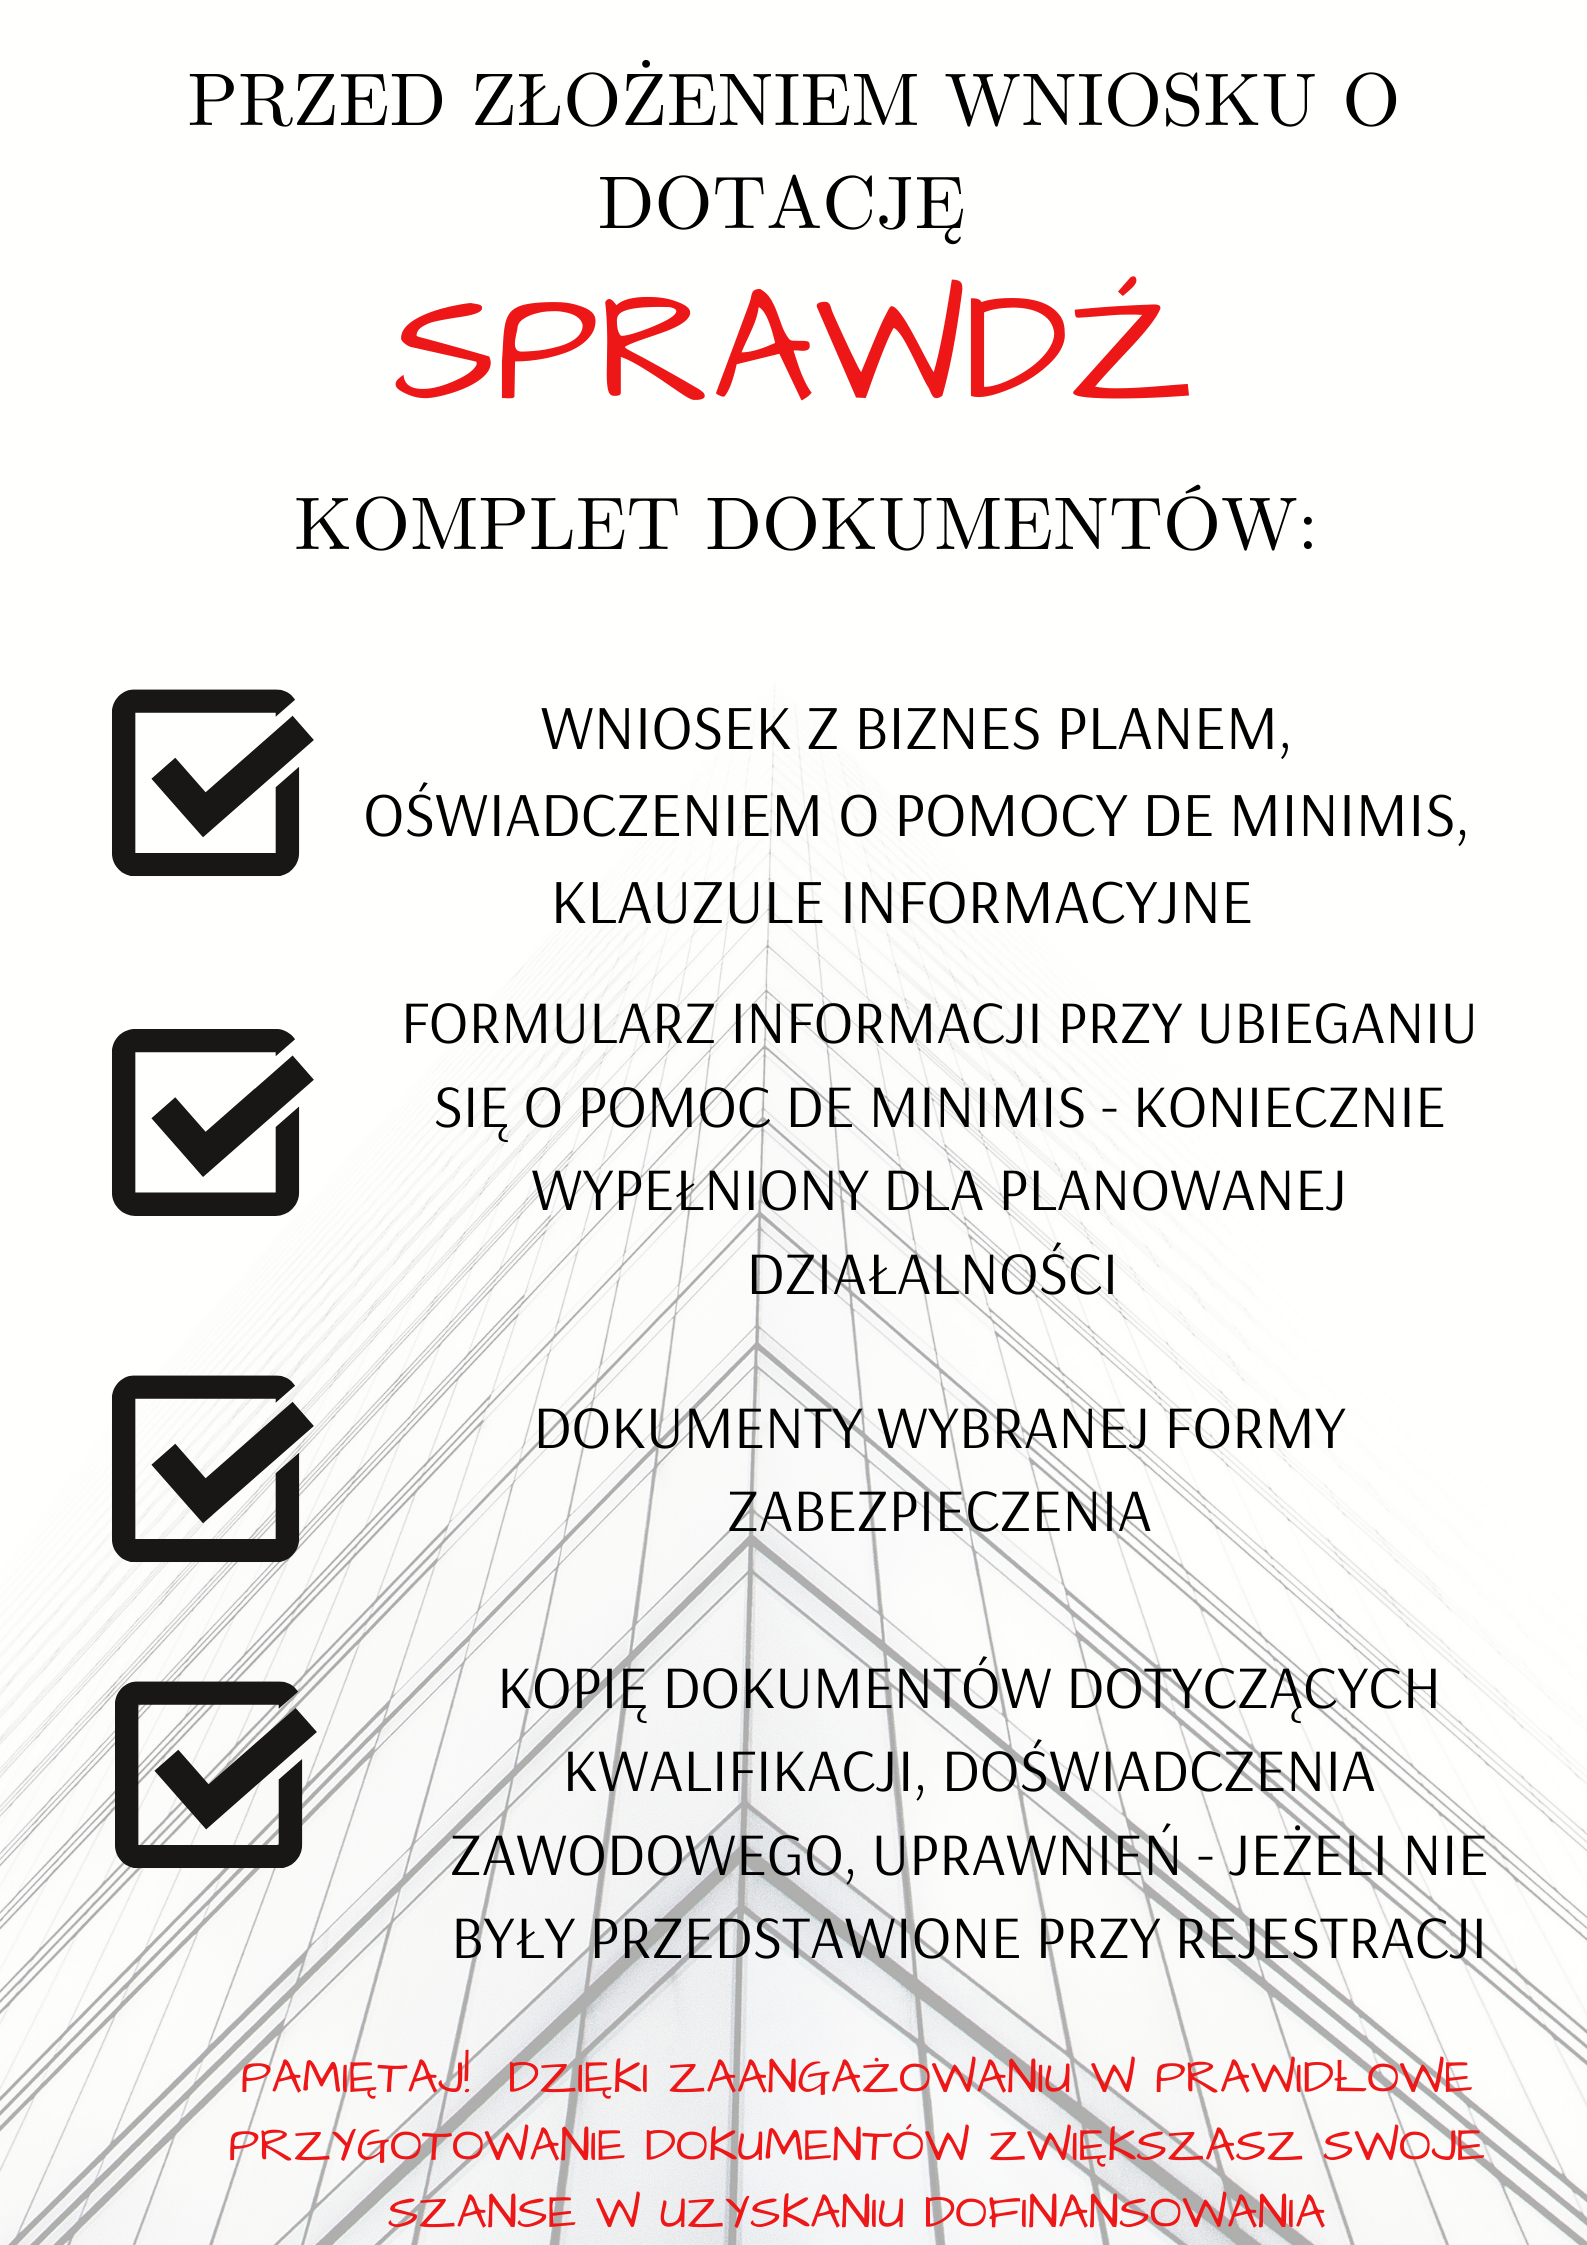 PRZED ZŁOŻENIEM WNIOSKU O
DOTACJĘ
SPRAWDŹ
KOMPLET DOKUMENTÓW:
WNIOSEK Z BIZNES PLANEM,
OŚWIADCZENIEM O POMOCY DE MINIMIS,
KLAUZULE INFORMACYJNE
FORMULARZ INFORMACJI PRZY UBIEGANIU
SIĘ O POMOC DE MINIMIS - KONIECZNIE
WYPEŁNIONY DLA PLANOWANEJ
DZIAŁALNOŚCI
DOKUMENTY WYBRANEJ FORMY
ZABEZPIECZENIA
KOPIĘ DOKUMENTÓW DOTYCZĄCYCH
KWALIFIKACJI, DOŚWIADCZENIA
ZAWODOWEGO, UPRAWNIEŃ - JEŻELI NIE
BYŁY PRZEDSTAWIONE PRZY REJESTRACJI
PAMIĘTAJ! DZIĘKI ZAANGAŻOWANIU W PRAWIDŁOWE
PRZYGOTOWANIE DOKUMENTÓW ZWIĘKSZASZ SWOJE
SZANSE W UZYSKANIU DOFINANSOWANIA